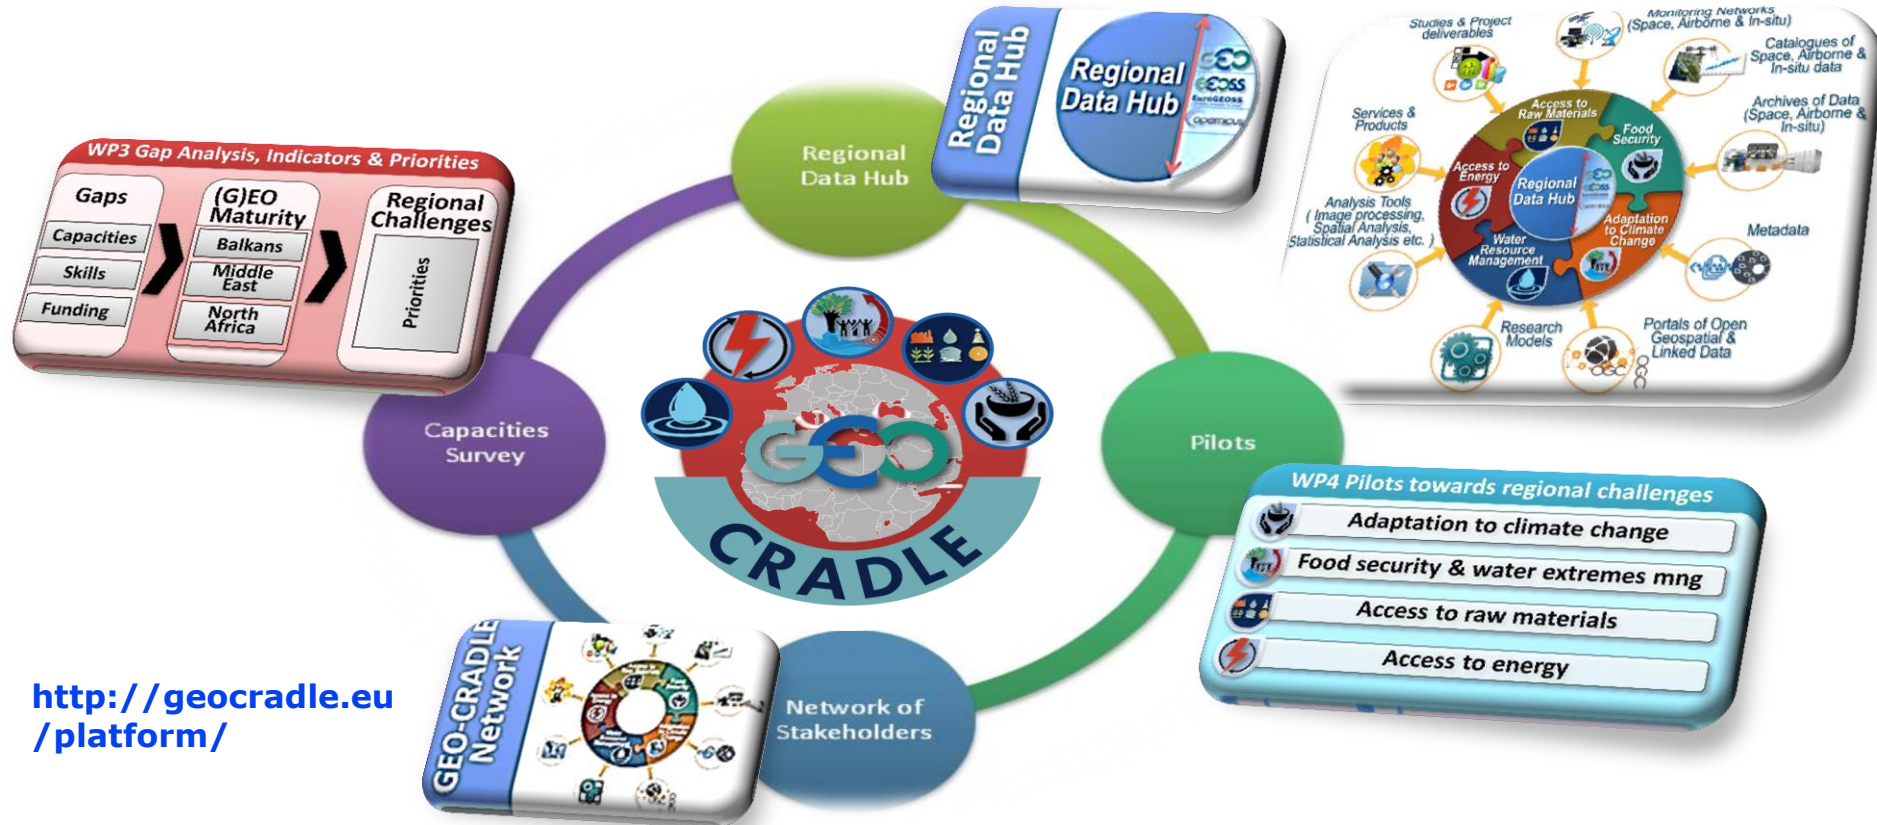 WP3 Gap Analysis, Indicators & Priorities
Gaps
Capacities
Skills
Funding
(G)EO
Maturity
Balkans
Middle
East
North
Africa
Regional
Challenges
Priorities
Regional
Data Hub
Regional
Data Hub
Regional
Data Hub
GEO
GEOSS
EuroGEOSS
Copernicus
Studies & Project
deliverables
Monitoring Networks
(Space, Airborne & In-situ)
Catalogues of
Space, Airborne &
In-situ data
Archives of Data
(Space, Airborne &
In-situ)
Metadata
Portals of Open
Geospatial &
Linked Data
OGC
OGC
Research
Models
Analysis Tools
( Image processing,
Spatial Analysis,
Statistical Analysis etc. )
Services &
Products
Access to
Raw Materials
Food
Security
Adaptation
to Climate
Change
Water
Resource
Management
Access to
Energy
Regional
Data Hub
Capacities
Survey
GEO
CRADLE
Pilots
WP4 Pilots towards regional challenges
Adaptation to climate change
Food security & water extremes mng
Access to raw materials
Access to energy
Network of
Stakeholders
GEO-CRADLE
Network
http://geocradle.eu
/platform/